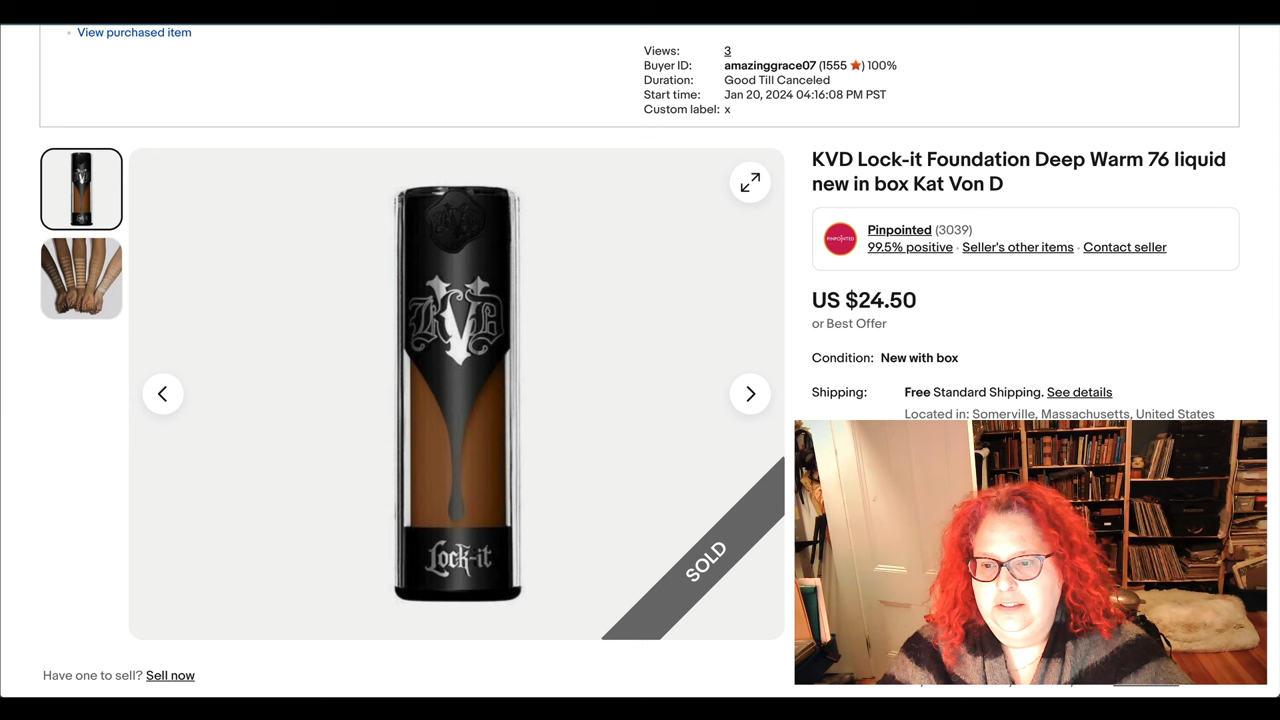 View purchased item
Views: 3
Buyer ID: amazinggrace07 (1555 ) 100%
Duration: Good Till Canceled
Start time: Jan 20, 2024 04:16:08 PM PST
Custom label: x
KVD
Lock-it
SOLD
Have one to sell? Sell now
KVD Lock-it Foundation Deep Warm 76 liquid
new in box Kat Von D
PINPOINTED
Pinpointed (3039)
99.5% positive · Seller's other items · Contact seller
US $24.50
or Best Offer
Condition: New with box
Shipping: Free Standard Shipping. See details
Located in: Somerville, Massachusetts, United States